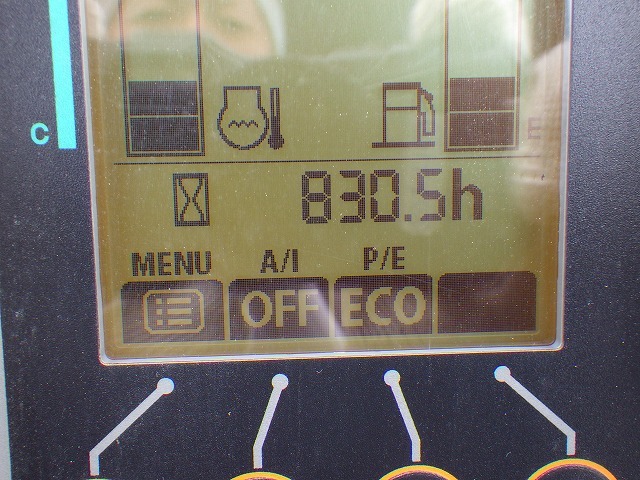 C
E
830.5h
MENU A/I P/E
OFF ECO